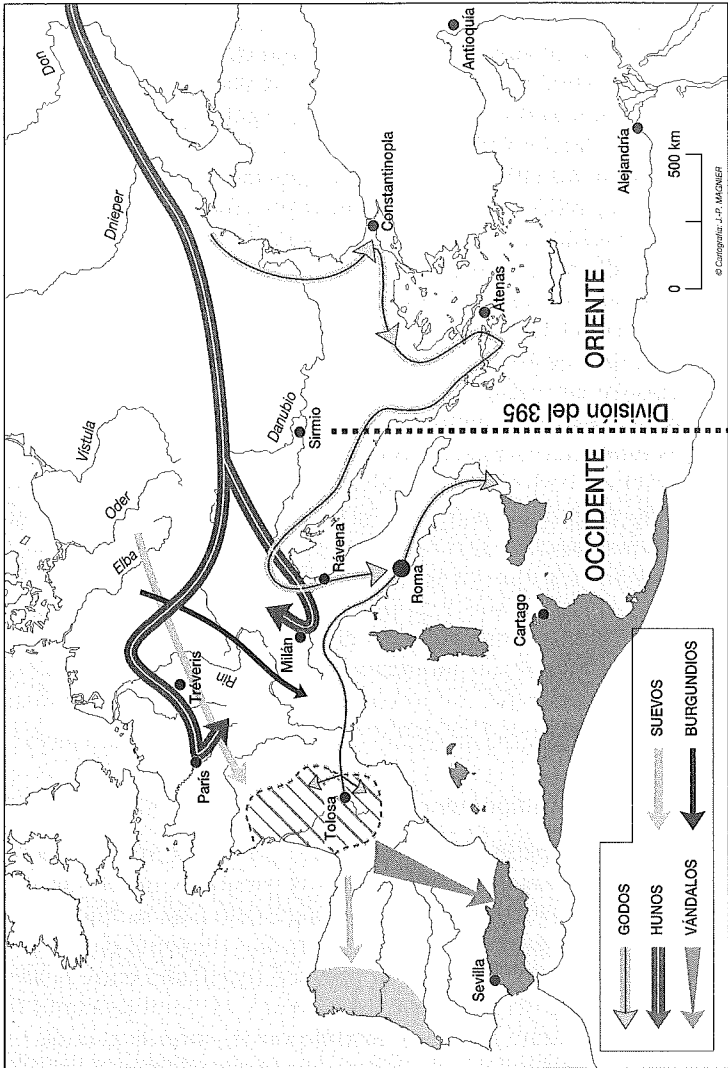 Don
Dnieper
Vístula
Oder
Elba
Rin
Danubio
Tréveris
París
Milán
Rávena
Sirmio
Constantinopla
Antioquía
Tolosa
Roma
Atenas
Sevilla
Cartago
Alejandría
OCCIDENTE
ORIENTE
División del 395
0
500 km
GODOS
HUNOS
VÁNDALOS
SUEVOS
BURGUNDIOS
© Cartografía: J.-P. MAGNIER